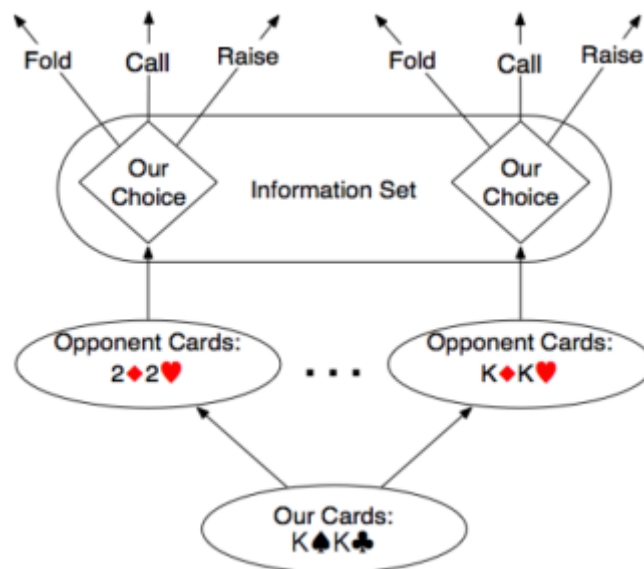 Fold Call Raise Fold Call Raise
Our
Choice
Information Set
Our
Choice
Opponent Cards:
2♦2♥
...
Opponent Cards:
K♦K♥
Our Cards:
K♠K♣